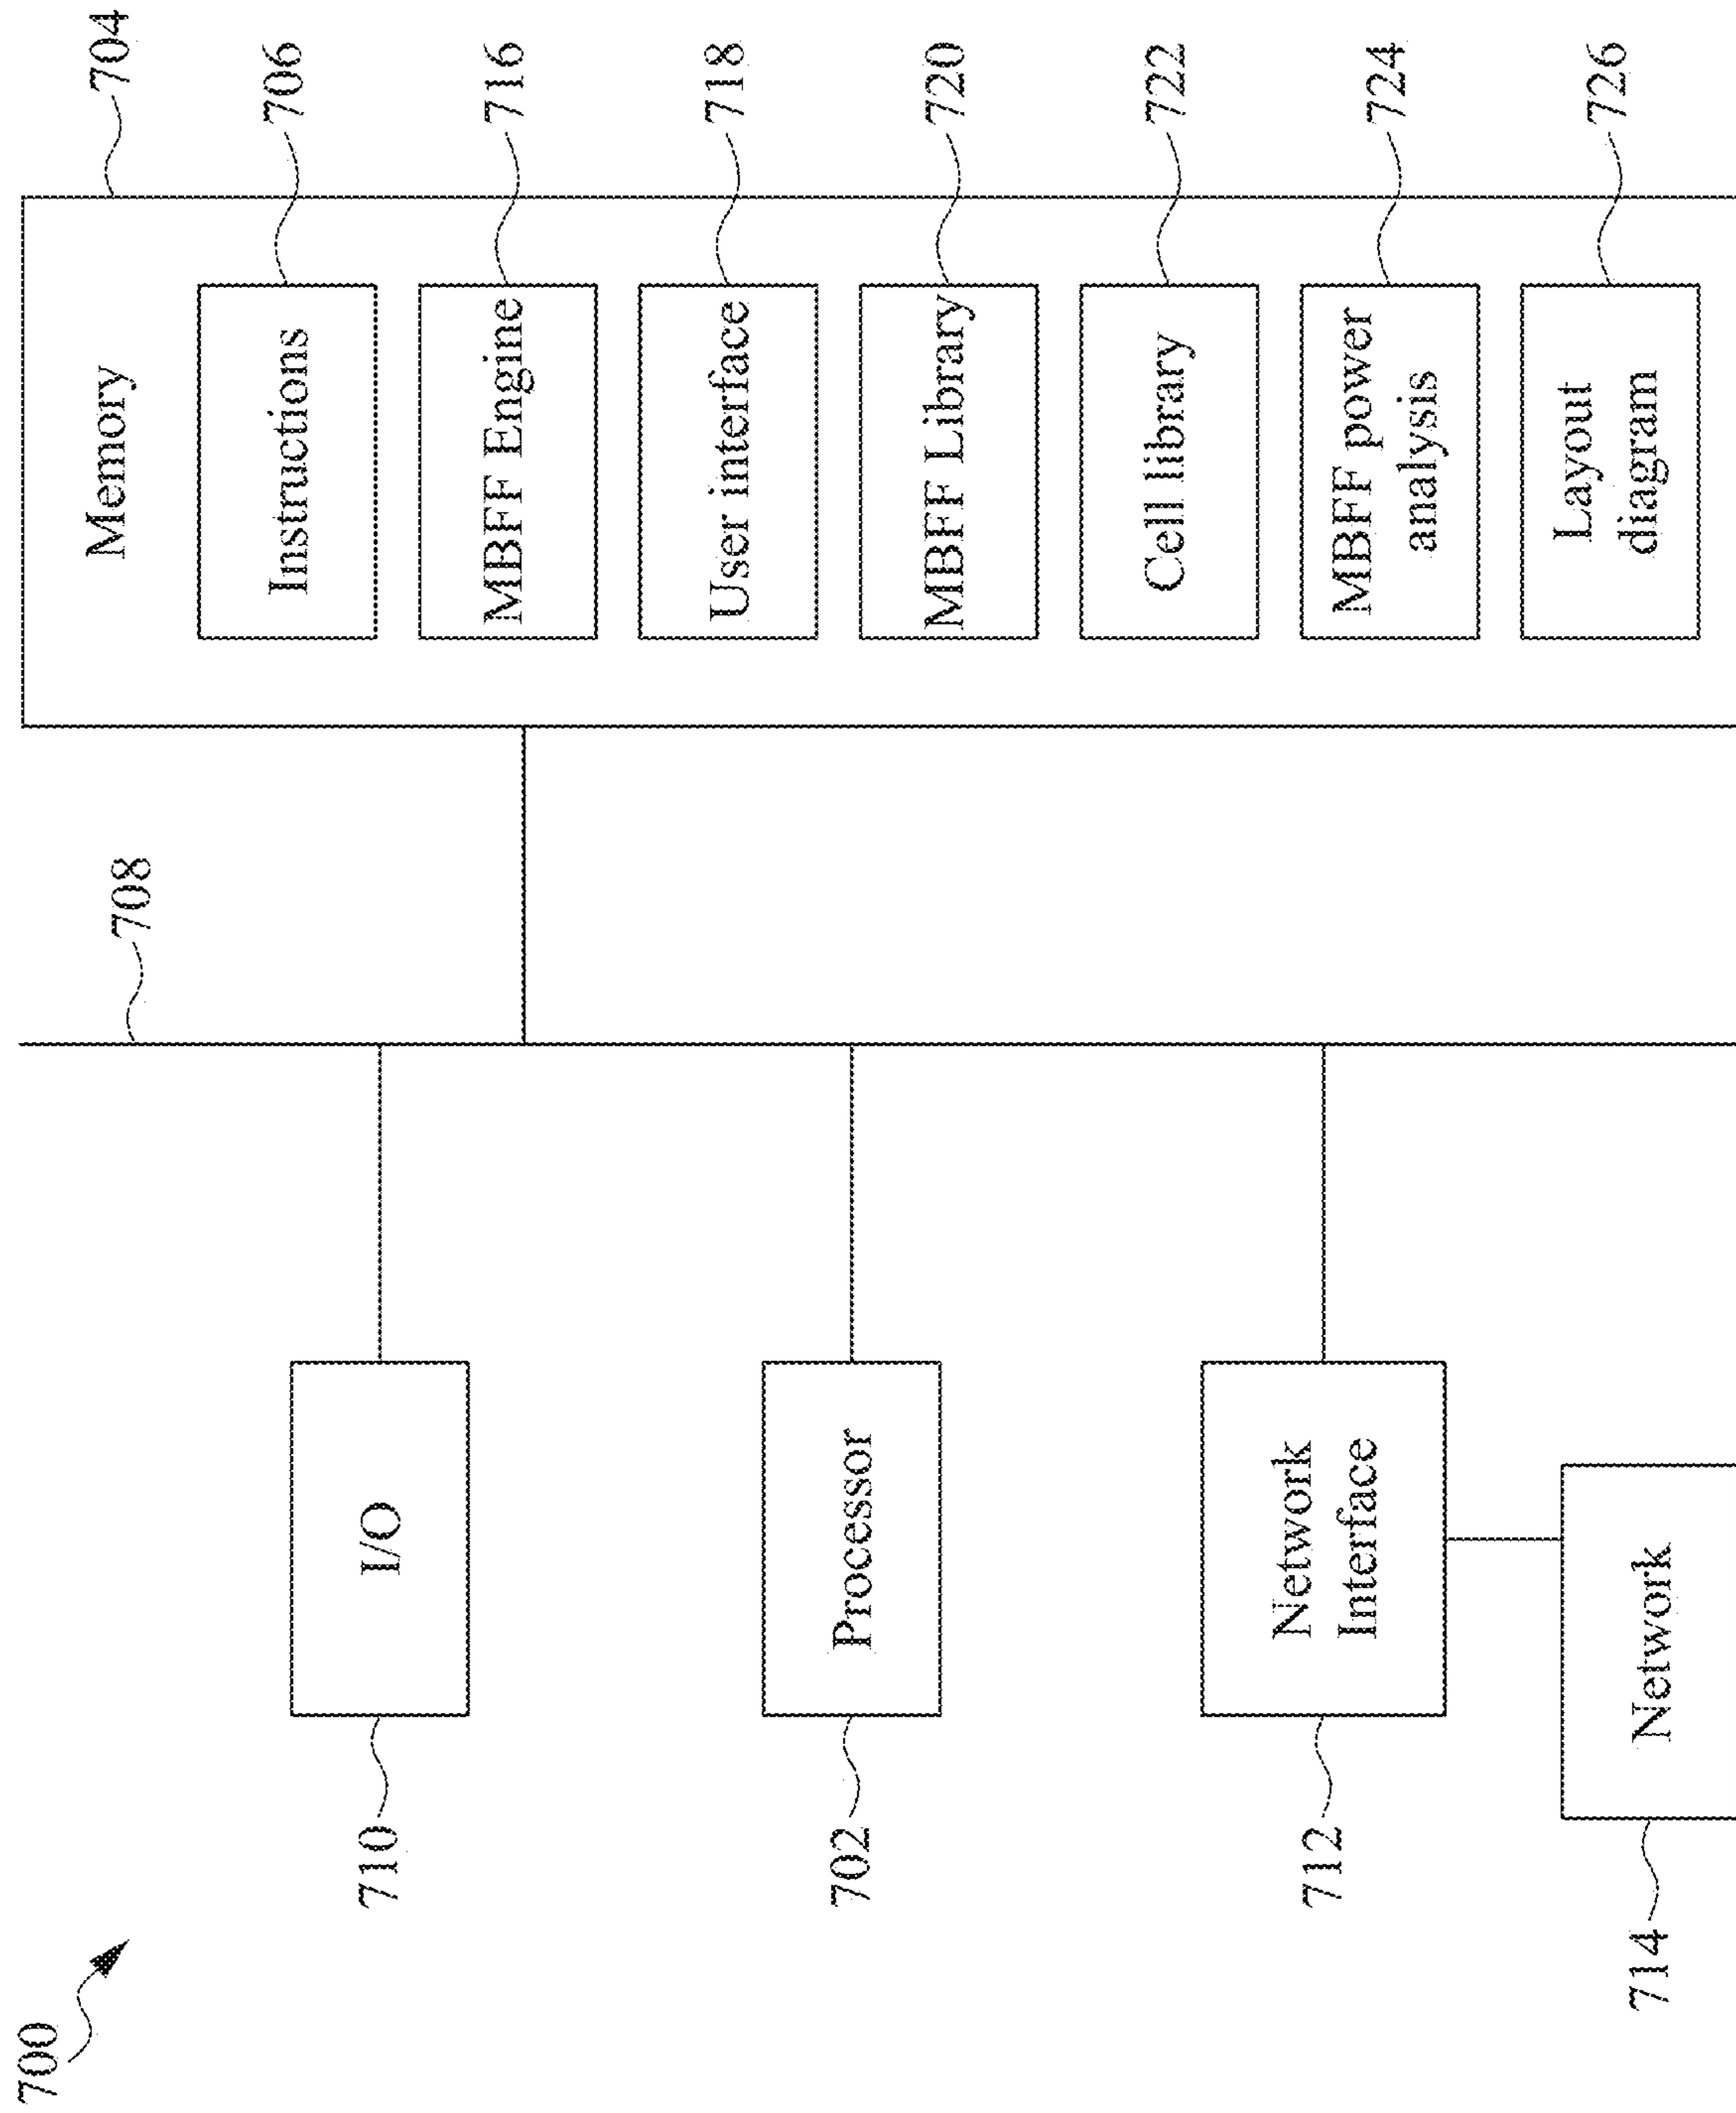 700
710
I/O
702
Processor
712
Network
Interface
714
Network
708
704
Memory
Instructions
706
MBFF Engine
716
User interface
718
MBFF Library
720
Cell library
722
MBFF power
analysis
724
Layout
diagram
726